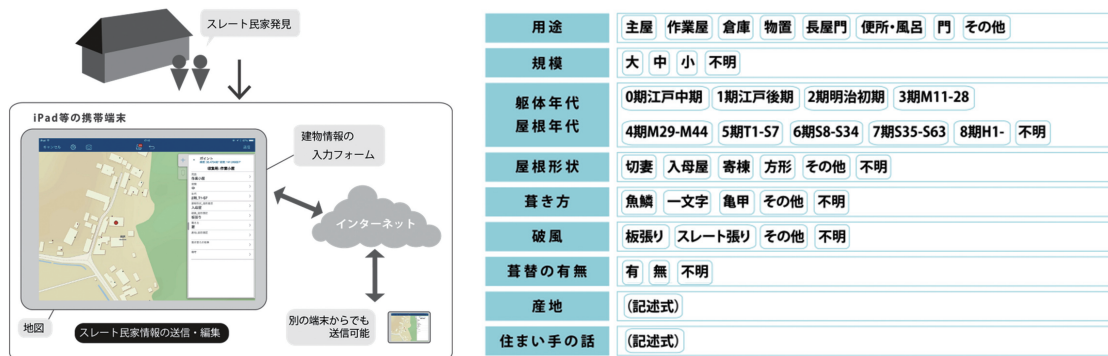 スレート民家発見
iPad等の携帯端末
建物情報の
入力フォーム
インターネット
別の端末からでも
送信可能
地図
スレート民家情報の送信・編集
用途 主屋 作業屋 倉庫 物置 長屋門 便所・風呂 門 その他
規模 大 中 小 不明
躯体年代 0期江戸中期 1期江戸後期 2期明治初期 3期M11-28
屋根年代 4期M29-M44 5期T1-S7 6期S8-S34 7期S35-S63 8期H1- 不明
屋根形状 切妻 入母屋 寄棟 方形 その他 不明
葺き方 魚鱗 一文字 亀甲 その他 不明
破風 板張り スレート張り その他 不明
葺替の有無 有 無 不明
産地 (記述式)
住まい手の話 (記述式)